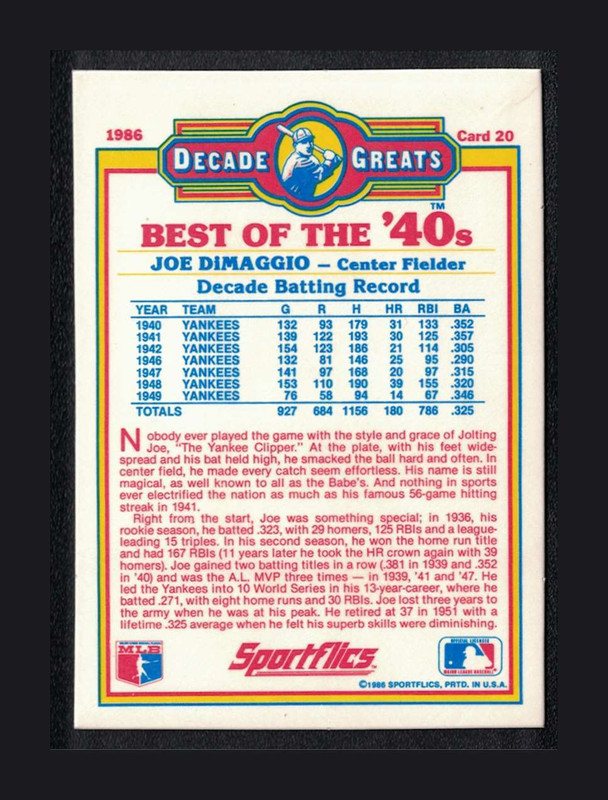 1986
Card 20
DECADE GREATS
TM
BEST OF THE '40s
JOE DiMAGGIO – Center Fielder
Decade Batting Record
YEAR TEAM G R H HR RBI BA
1940 YANKEES 132 93 179 31 133 .352
1941 YANKEES 139 122 193 30 125 .357
1942 YANKEES 154 123 186 21 114 .305
1946 YANKEES 132 81 146 25 95 .290
1947 YANKEES 141 97 168 20 97 .315
1948 YANKEES 153 110 190 39 155 .320
1949 YANKEES 76 58 94 14 67 .346
TOTALS 927 684 1156 180 786 .325
Nobody ever played the game with the style and grace of Jolting
Joe, "The Yankee Clipper." At the plate, with his feet wide-
spread and his bat held high, he smacked the ball hard and often. In
center field, he made every catch seem effortless. His name is still
magical, as well known to all as the Babe's. And nothing in sports
ever electrified the nation as much as his famous 56-game hitting
streak in 1941.
Right from the start, Joe was something special; in 1936, his
rookie season, he batted .323, with 29 homers, 125 RBIs and a league-
leading 15 triples. In his second season, he won the home run title
and had 167 RBIs (11 years later he took the HR crown again with 39
homers). Joe gained two batting titles in a row (.381 in 1939 and .352
in '40) and was the A.L. MVP three times — in 1939, '41 and '47. He
led the Yankees into 10 World Series in his 13-year-career, where he
batted .271, with eight home runs and 30 RBIs. Joe lost three years to
the army when he was at his peak. He retired at 37 in 1951 with a
lifetime .325 average when he felt his superb skills were diminishing.
MLB
Sportflics
OFFICIAL LICENSEE
MAJOR LEAGUE BASEBALL
©1986 SPORTFLICS, PRTD. IN U.S.A.